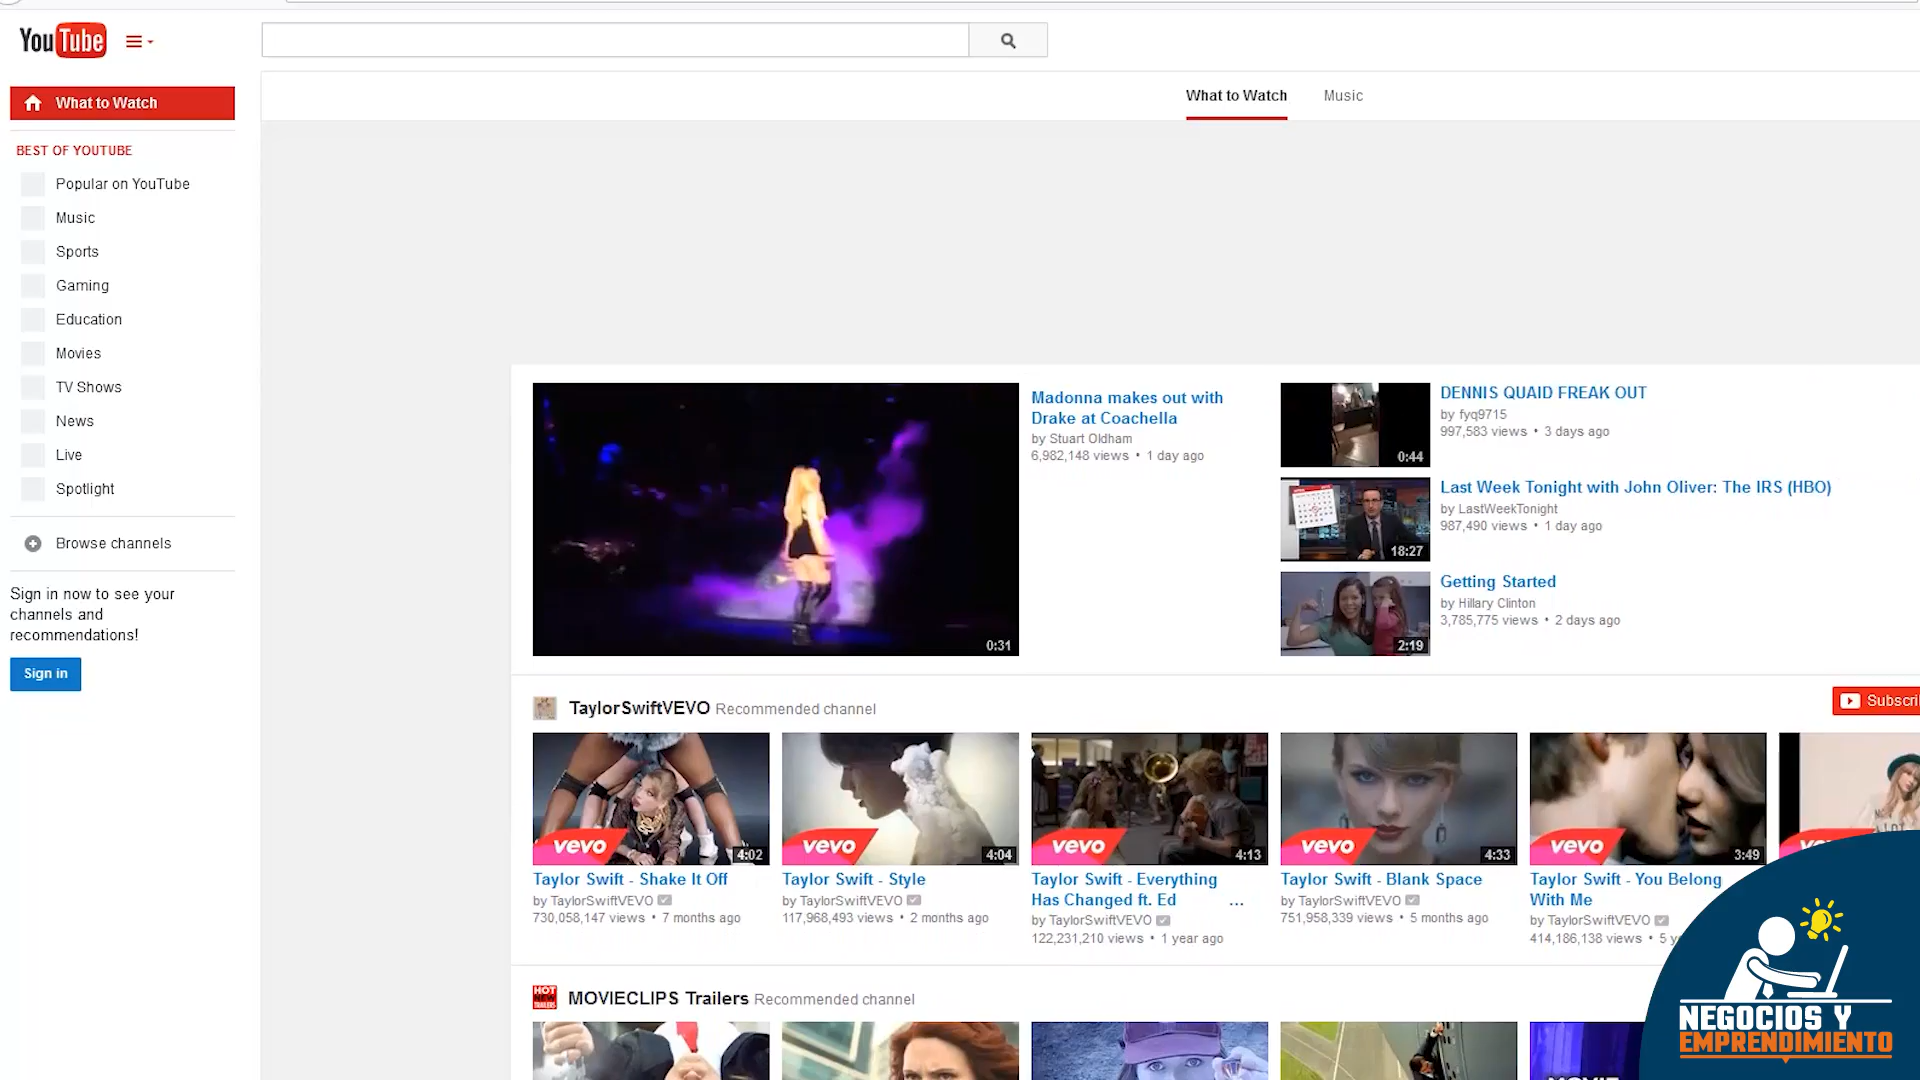 YouTube
What to Watch
BEST OF YOUTUBE
Popular on YouTube
Music
Sports
Gaming
Education
Movies
TV Shows
News
Live
Spotlight
Browse channels
Sign in now to see your
channels and
recommendations!
Sign in
What to Watch
Music
0:31
Madonna makes out with
Drake at Coachella
by Stuart Oldham
6,982,148 views • 1 day ago
0:44
DENNIS QUAID FREAK OUT
by fyq9715
997,583 views • 3 days ago
18:27
Last Week Tonight with John Oliver: The IRS (HBO)
by LastWeekTonight
987,490 views • 1 day ago
2:19
Getting Started
by Hillary Clinton
3,785,775 views • 2 days ago
TaylorSwiftVEVO Recommended channel
Subscri
vevo 4:02
Taylor Swift - Shake It Off
by TaylorSwiftVEVO
730,058,147 views • 7 months ago
vevo 4:04
Taylor Swift - Style
by TaylorSwiftVEVO
117,968,493 views • 2 months ago
vevo 4:13
Taylor Swift - Everything
Has Changed ft. Ed ...
by TaylorSwiftVEVO
122,231,210 views • 1 year ago
vevo 4:33
Taylor Swift - Blank Space
by TaylorSwiftVEVO
751,958,339 views • 5 months ago
vevo 3:49
Taylor Swift - You Belong
With Me
by TaylorSwiftVEVO
414,186,138 views • 5 y
HOT NEW TRAILERS
MOVIECLIPS Trailers Recommended channel
NEGOCIOS Y
EMPRENDIMIENTO